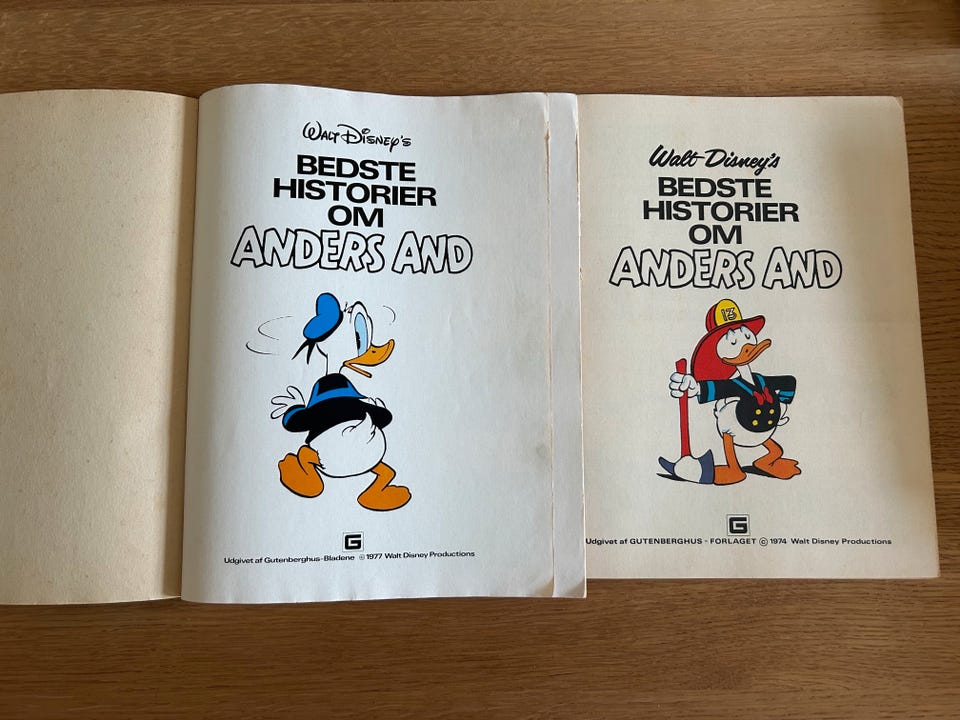 Walt Disney's
BEDSTE
HISTORIER
OM
ANDERS AND
G
Udgivet af Gutenberghus-Bladene © 1977 Walt Disney Productions
Walt Disney's
BEDSTE
HISTORIER
OM
ANDERS AND
13
G
Udgivet af GUTENBERGHUS - FORLAGET © 1974 Walt Disney Productions